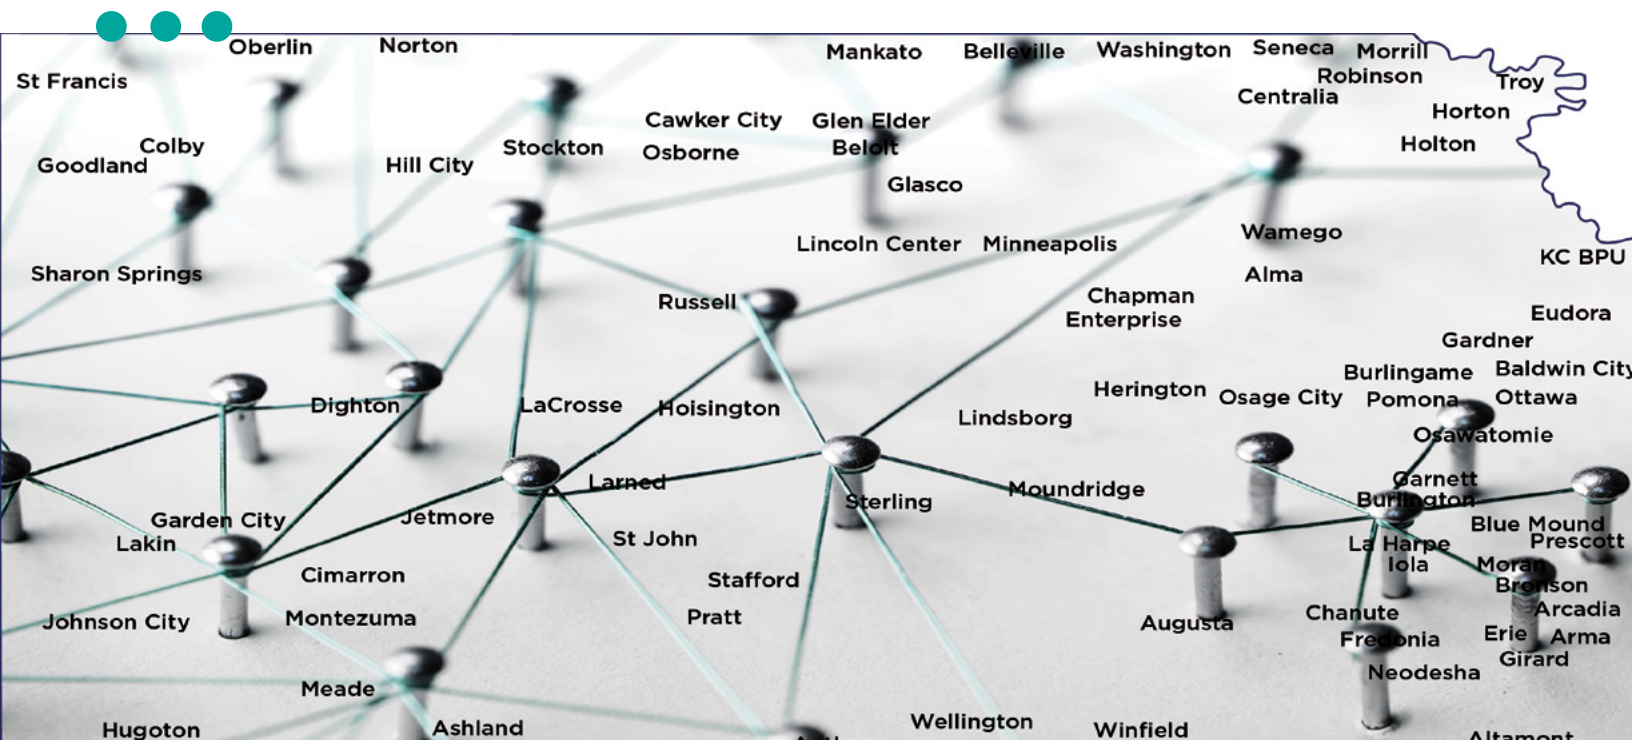 Oberlin
Norton
Mankato
Belleville
Washington
Seneca
Morrill
St Francis
Robinson
Troy
Centralia
Horton
Cawker City
Glen Elder
Colby
Stockton
Osborne
Beloit
Holton
Goodland
Hill City
Glasco
Wamego
Lincoln Center
Minneapolis
KC BPU
Sharon Springs
Alma
Russell
Chapman
Enterprise
Eudora
Gardner
Burlingame
Baldwin City
Herington
Osage City
Pomona
Ottawa
Dighton
LaCrosse
Hoisington
Lindsborg
Osawatomie
Larned
Garnett
Moundridge
Sterling
Burlington
Garden City
Jetmore
Blue Mound
Lakin
St John
La Harpe
Prescott
Iola
Moran
Cimarron
Stafford
Bronson
Johnson City
Montezuma
Pratt
Augusta
Chanute
Arcadia
Fredonia
Erie
Arma
Girard
Meade
Neodesha
Hugoton
Ashland
Wellington
Winfield
Altamont